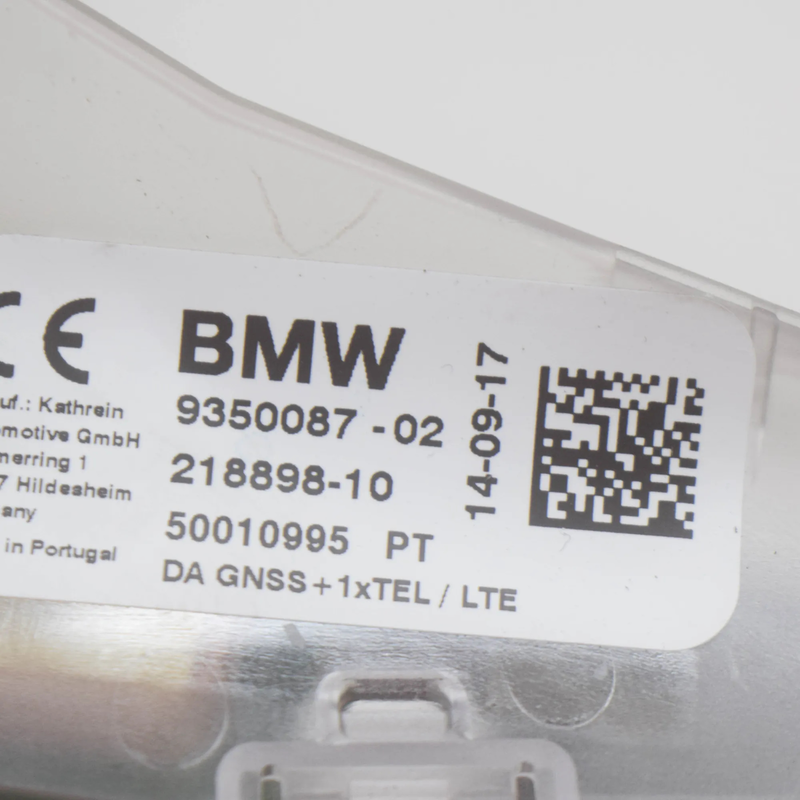 CE
uf.: Kathrein
motive GmbH
nerring 1
7 Hildesheim
any
in Portugal
BMW
9350087 - 02
218898-10
50010995 PT
DA GNSS+1xTEL / LTE
14-09-17